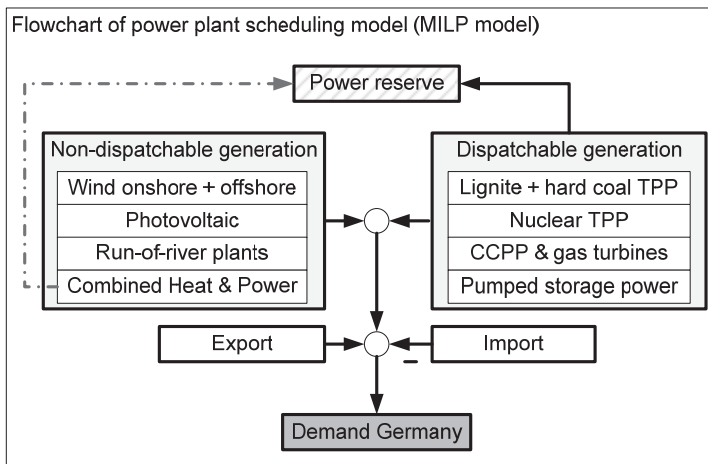 Flowchart of power plant scheduling model (MILP model)
Power reserve
Non-dispatchable generation
Wind onshore + offshore
Photovoltaic
Run-of-river plants
Combined Heat & Power
Dispatchable generation
Lignite + hard coal TPP
Nuclear TPP
CCPP & gas turbines
Pumped storage power
Export
Import
–
Demand Germany